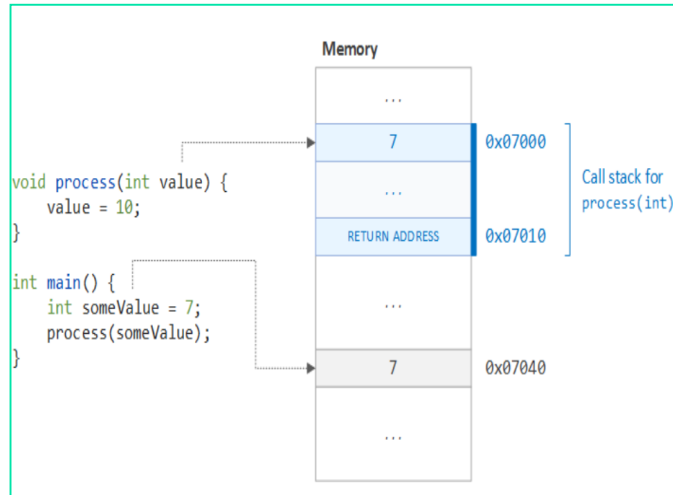 Memory
...
7 0x07000
void process(int value) {
    value = 10;
}
...
Call stack for
process(int)
RETURN ADDRESS 0x07010
int main() {
    int someValue = 7;
    process(someValue);
}
...
7 0x07040
...